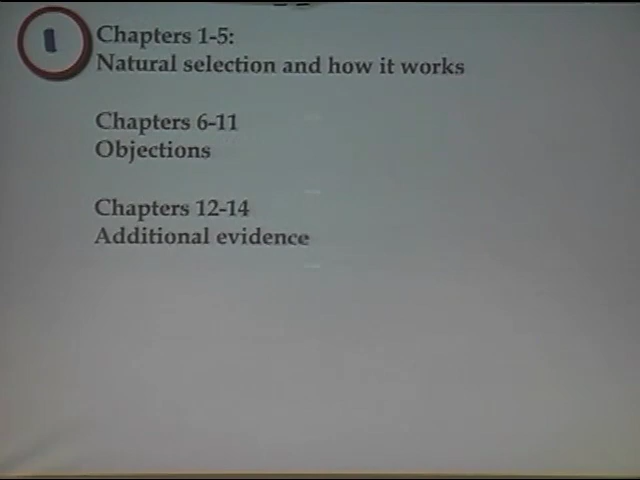 1
Chapters 1-5:
Natural selection and how it works
Chapters 6-11
Objections
Chapters 12-14
Additional evidence